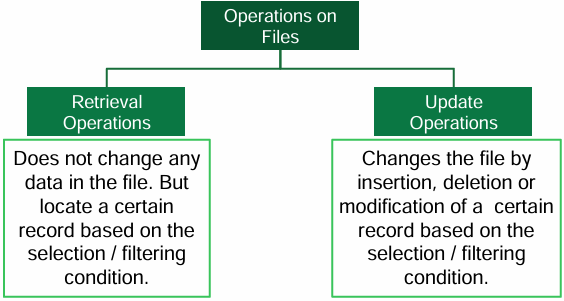 Operations on
Files
Retrieval
Operations
Update
Operations
Does not change any
data in the file. But
locate a certain
record based on the
selection / filtering
condition.
Changes the file by
insertion, deletion or
modification of a  certain
record based on the
selection / filtering
condition.